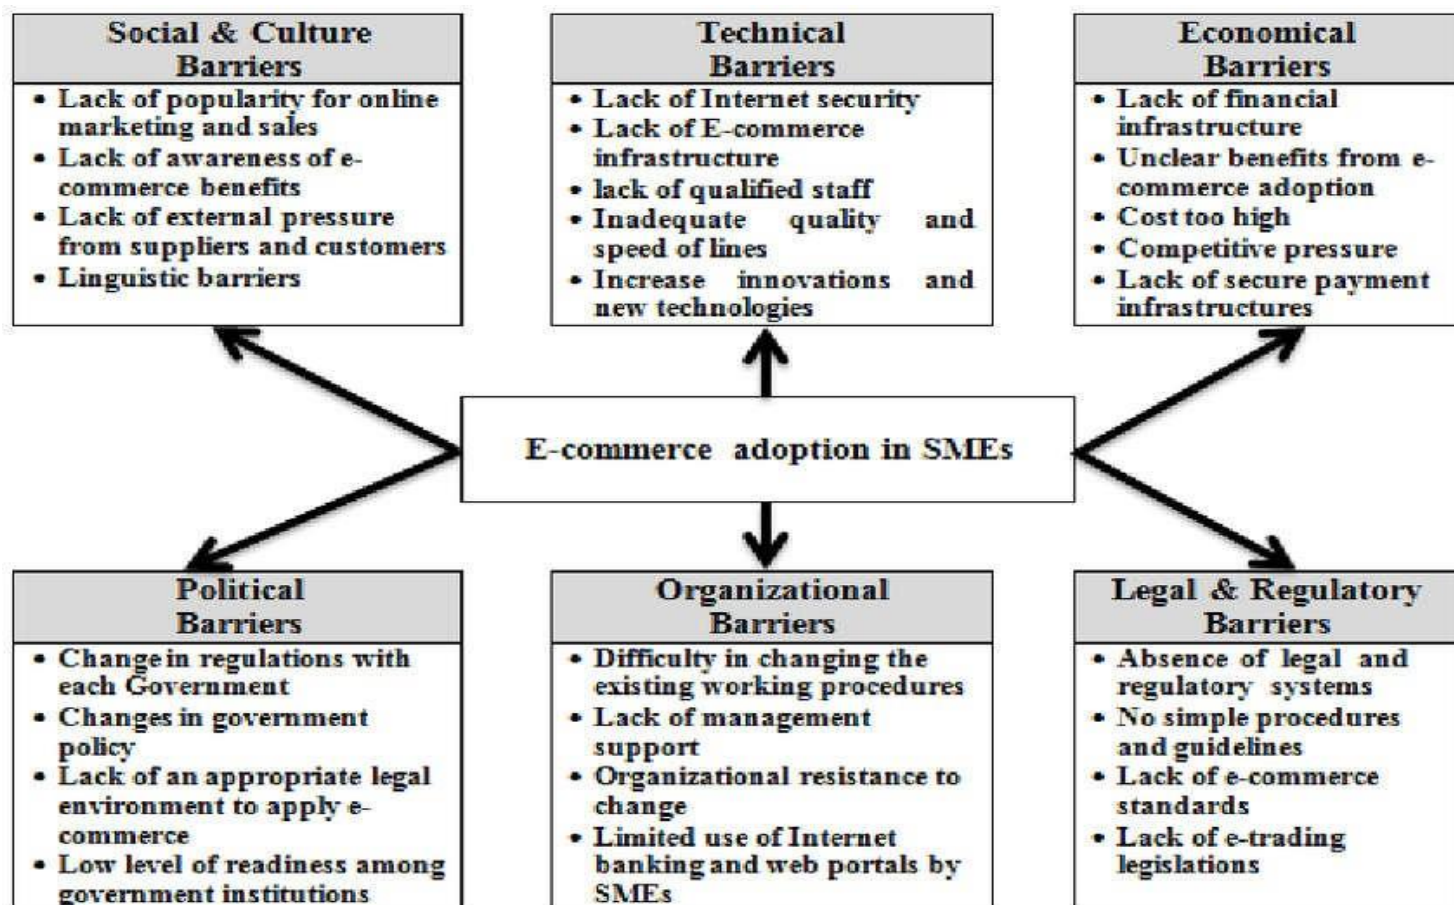 Social & Culture
Barriers
• Lack of popularity for online
marketing and sales
• Lack of awareness of e-
commerce benefits
• Lack of external pressure
from suppliers and customers
• Linguistic barriers
Technical
Barriers
• Lack of Internet security
• Lack of E-commerce
infrastructure
• lack of qualified staff
• Inadequate quality and
speed of lines
• Increase innovations and
new technologies
Economical
Barriers
• Lack of financial
infrastructure
• Unclear benefits from e-
commerce adoption
• Cost too high
• Competitive pressure
• Lack of secure payment
infrastructures
E-commerce adoption in SMEs
Political
Barriers
• Change in regulations with
each Government
• Changes in government
policy
• Lack of an appropriate legal
environment to apply e-
commerce
• Low level of readiness among
government institutions
Organizational
Barriers
• Difficulty in changing the
existing working procedures
• Lack of management
support
• Organizational resistance to
change
• Limited use of Internet
banking and web portals by
SMEs
Legal & Regulatory
Barriers
• Absence of legal and
regulatory systems
• No simple procedures
and guidelines
• Lack of e-commerce
standards
• Lack of e-trading
legislations